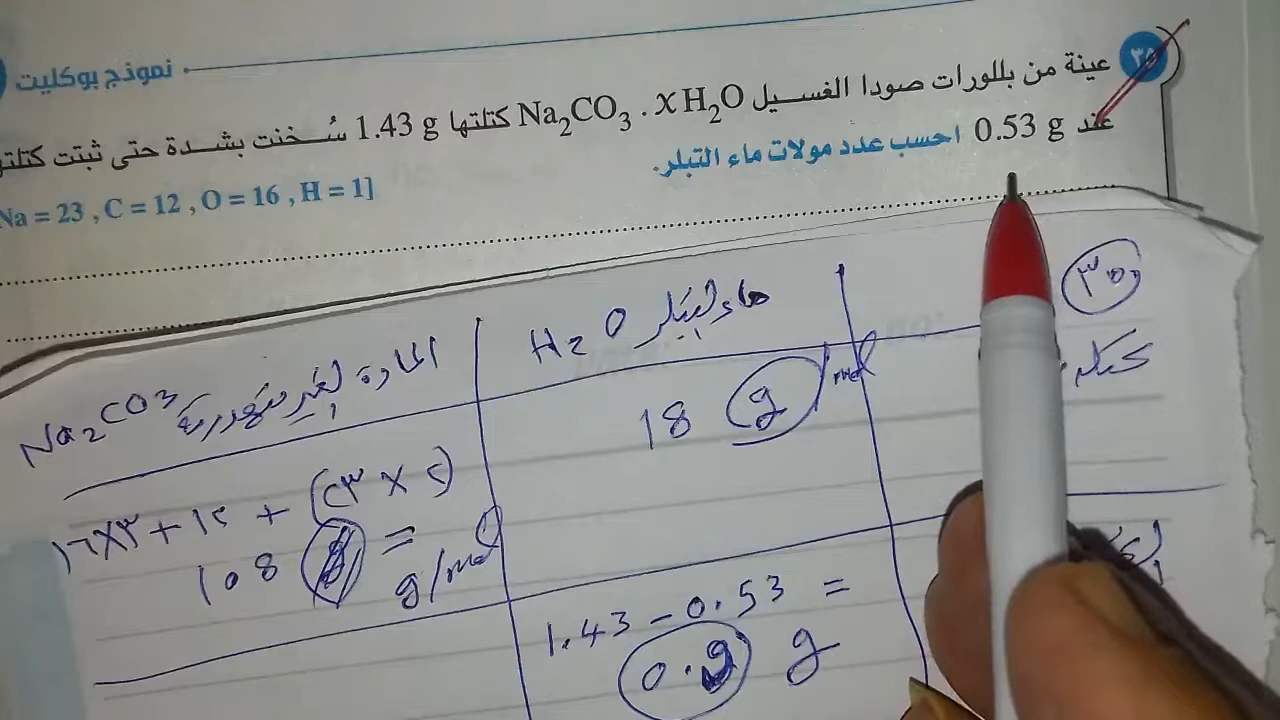 نموذج بوكليت
٣٥ عينة من بللورات صودا الغسيل Na₂CO₃ . X H₂O كتلتها 1.43 g سُخنت بشدة حتى ثبتت
عند 0.53 g احسب عدد مولات ماء التبلر.
Na = 23 , C = 12 , O = 16 , H = 1]
٣٥
ماء التبلر H₂O
المادة الغير متهدرتة Na₂CO₃
18 g/mol
(٢ × ٢٣) + ١٢ + ١٦×٣
=
108 g/mol
1.43 - 0.53 =
0.9 g